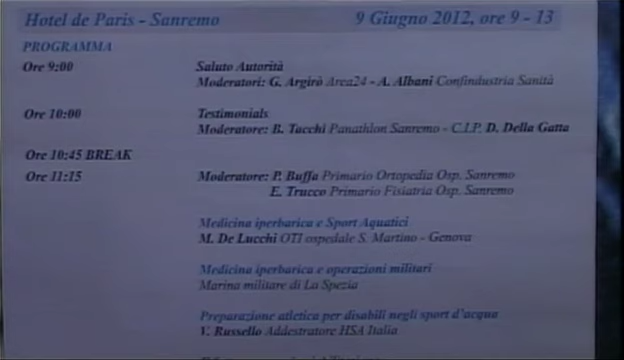 Hotel de Paris - Sanremo 9 Giugno 2012, ore 9 - 13
PROGRAMMA
Ore 9:00 Saluto Autorità
Moderatori: G. Argirò Area24 - A. Albani Confindustria Sanità
Ore 10:00 Testimonials
Moderatore: B. Tacchi Panathlon Sanremo - C.I.P. D. Della Gatta
Ore 10:45 BREAK
Ore 11:15 Moderatore: P. Buffa Primario Ortopedia Osp. Sanremo
E. Trucco Primario Fisiatria Osp. Sanremo
Medicina iperbarica e Sport Aquatici
M. De Lucchi OTI ospedale S. Martino - Genova
Medicina iperbarica e operazioni militari
Marina militare di La Spezia
Preparazione atletica per disabili negli sport d'acqua
V. Russello Addestratore HSA Italia